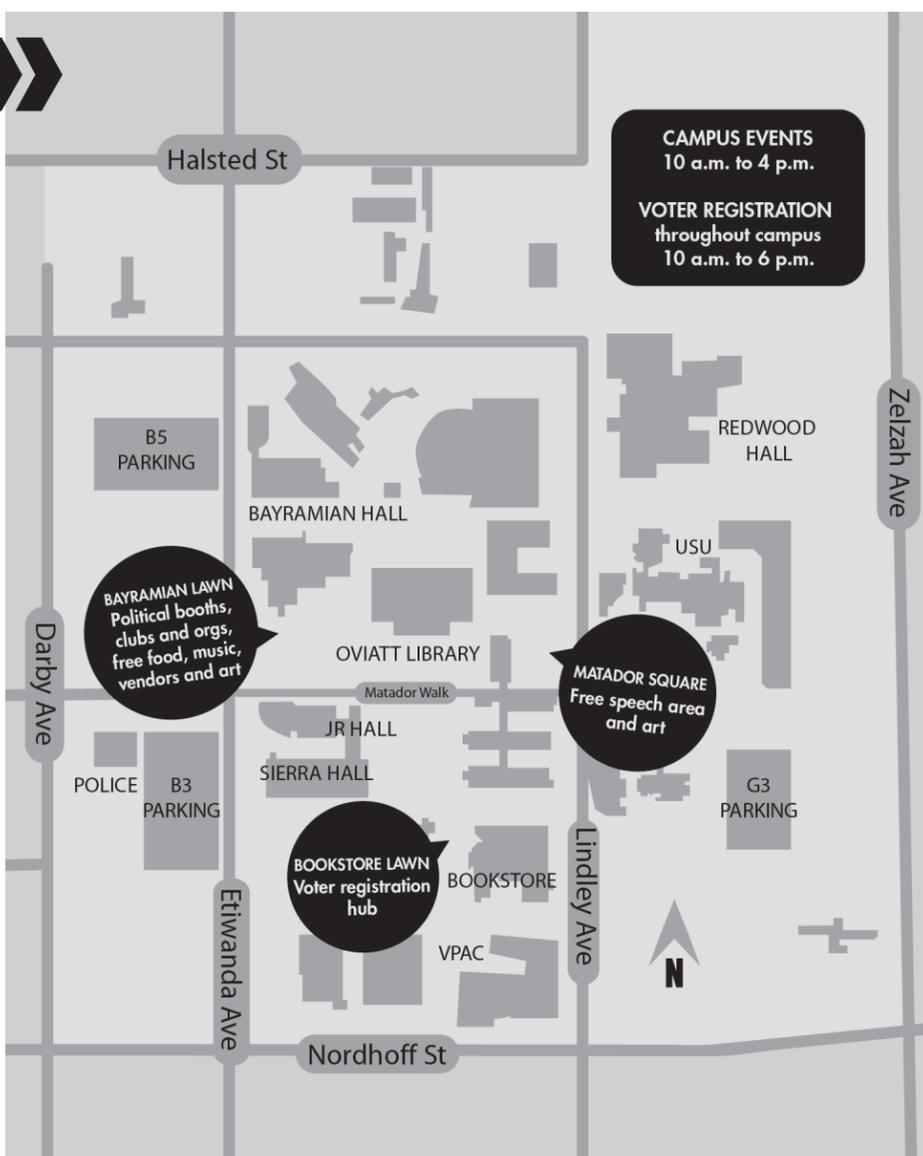 Halsted St
CAMPUS EVENTS
10 a.m. to 4 p.m.
VOTER REGISTRATION
throughout campus
10 a.m. to 6 p.m.
Zelzah Ave
REDWOOD
HALL
B5
PARKING
BAYRAMIAN HALL
USU
BAYRAMIAN LAWN
Political booths,
clubs and orgs,
free food, music,
vendors and art
Darby Ave
OVIATT LIBRARY
Matador Walk
MATADOR SQUARE
Free speech area
and art
JR HALL
SIERRA HALL
POLICE
B3
PARKING
G3
PARKING
BOOKSTORE LAWN
Voter registration
hub
BOOKSTORE
Lindley Ave
Etiwanda Ave
VPAC
N
Nordhoff St